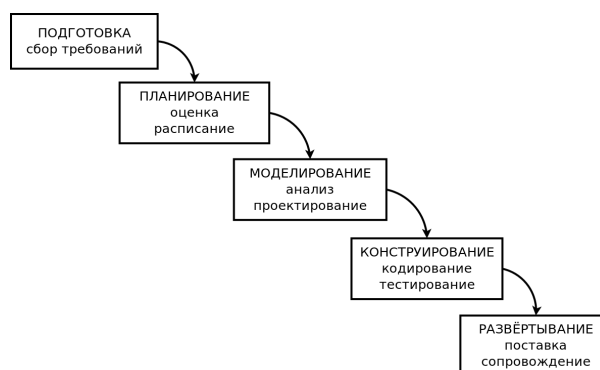 ПОДГОТОВКА
сбор требований
ПЛАНИРОВАНИЕ
оценка
расписание
МОДЕЛИРОВАНИЕ
анализ
проектирование
КОНСТРУИРОВАНИЕ
кодирование
тестирование
РАЗВЁРТЫВАНИЕ
поставка
сопровождение